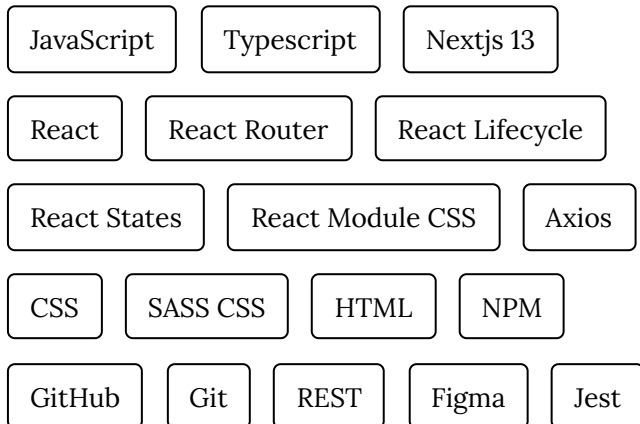 JavaScript Typescript Nextjs 13
React React Router React Lifecycle
React States React Module CSS Axios
CSS SASS CSS HTML NPM
GitHub Git REST Figma Jest